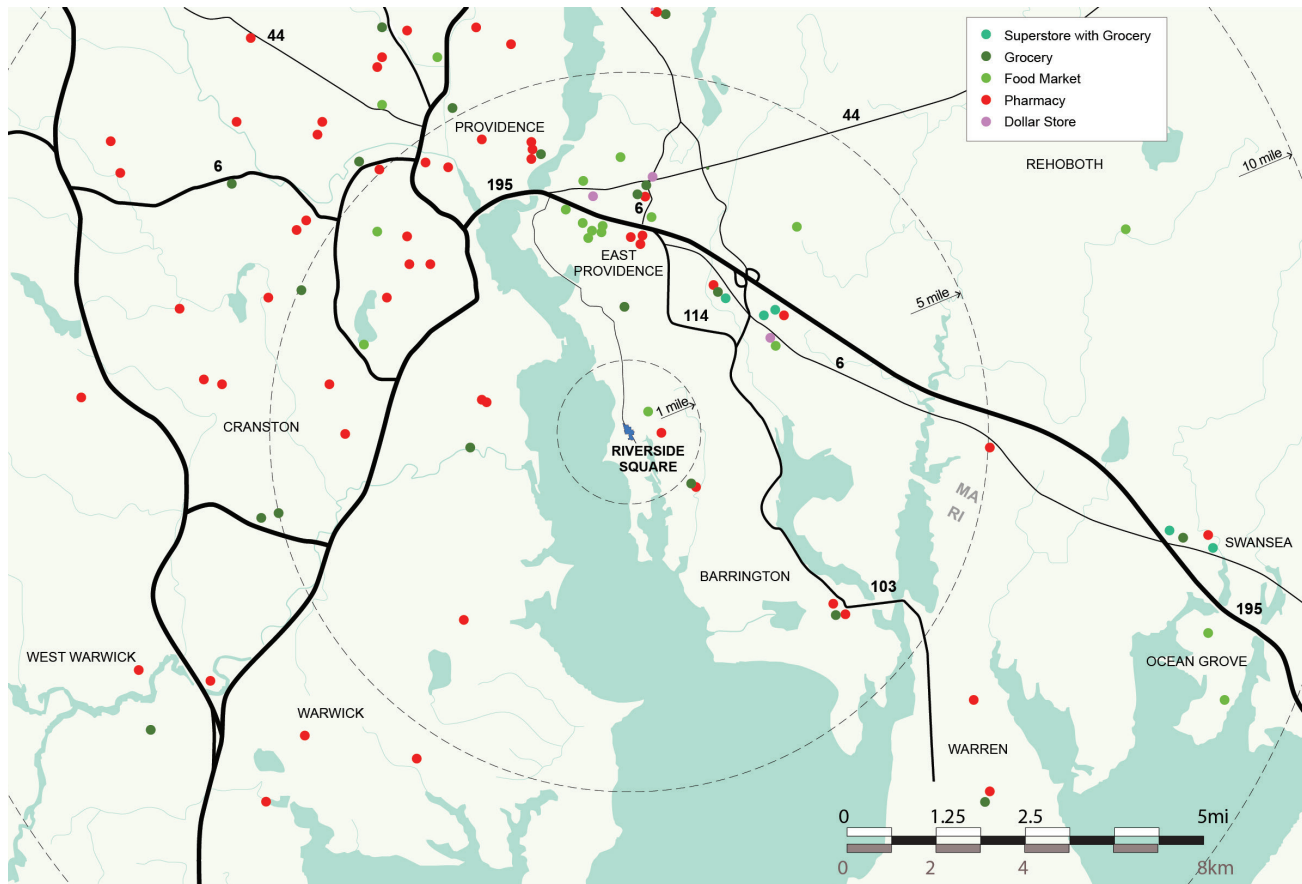 44
Superstore with Grocery
Grocery
Food Market
Pharmacy
Dollar Store
44
PROVIDENCE
REHOBOTH
10 mile
6
195
6
EAST
PROVIDENCE
5 mile
114
6
1 mile
CRANSTON
RIVERSIDE
SQUARE
MA
RI
SWANSEA
BARRINGTON
103
195
WEST WARWICK
OCEAN GROVE
WARWICK
WARREN
0 1.25 2.5 5mi
0 2 4 8km